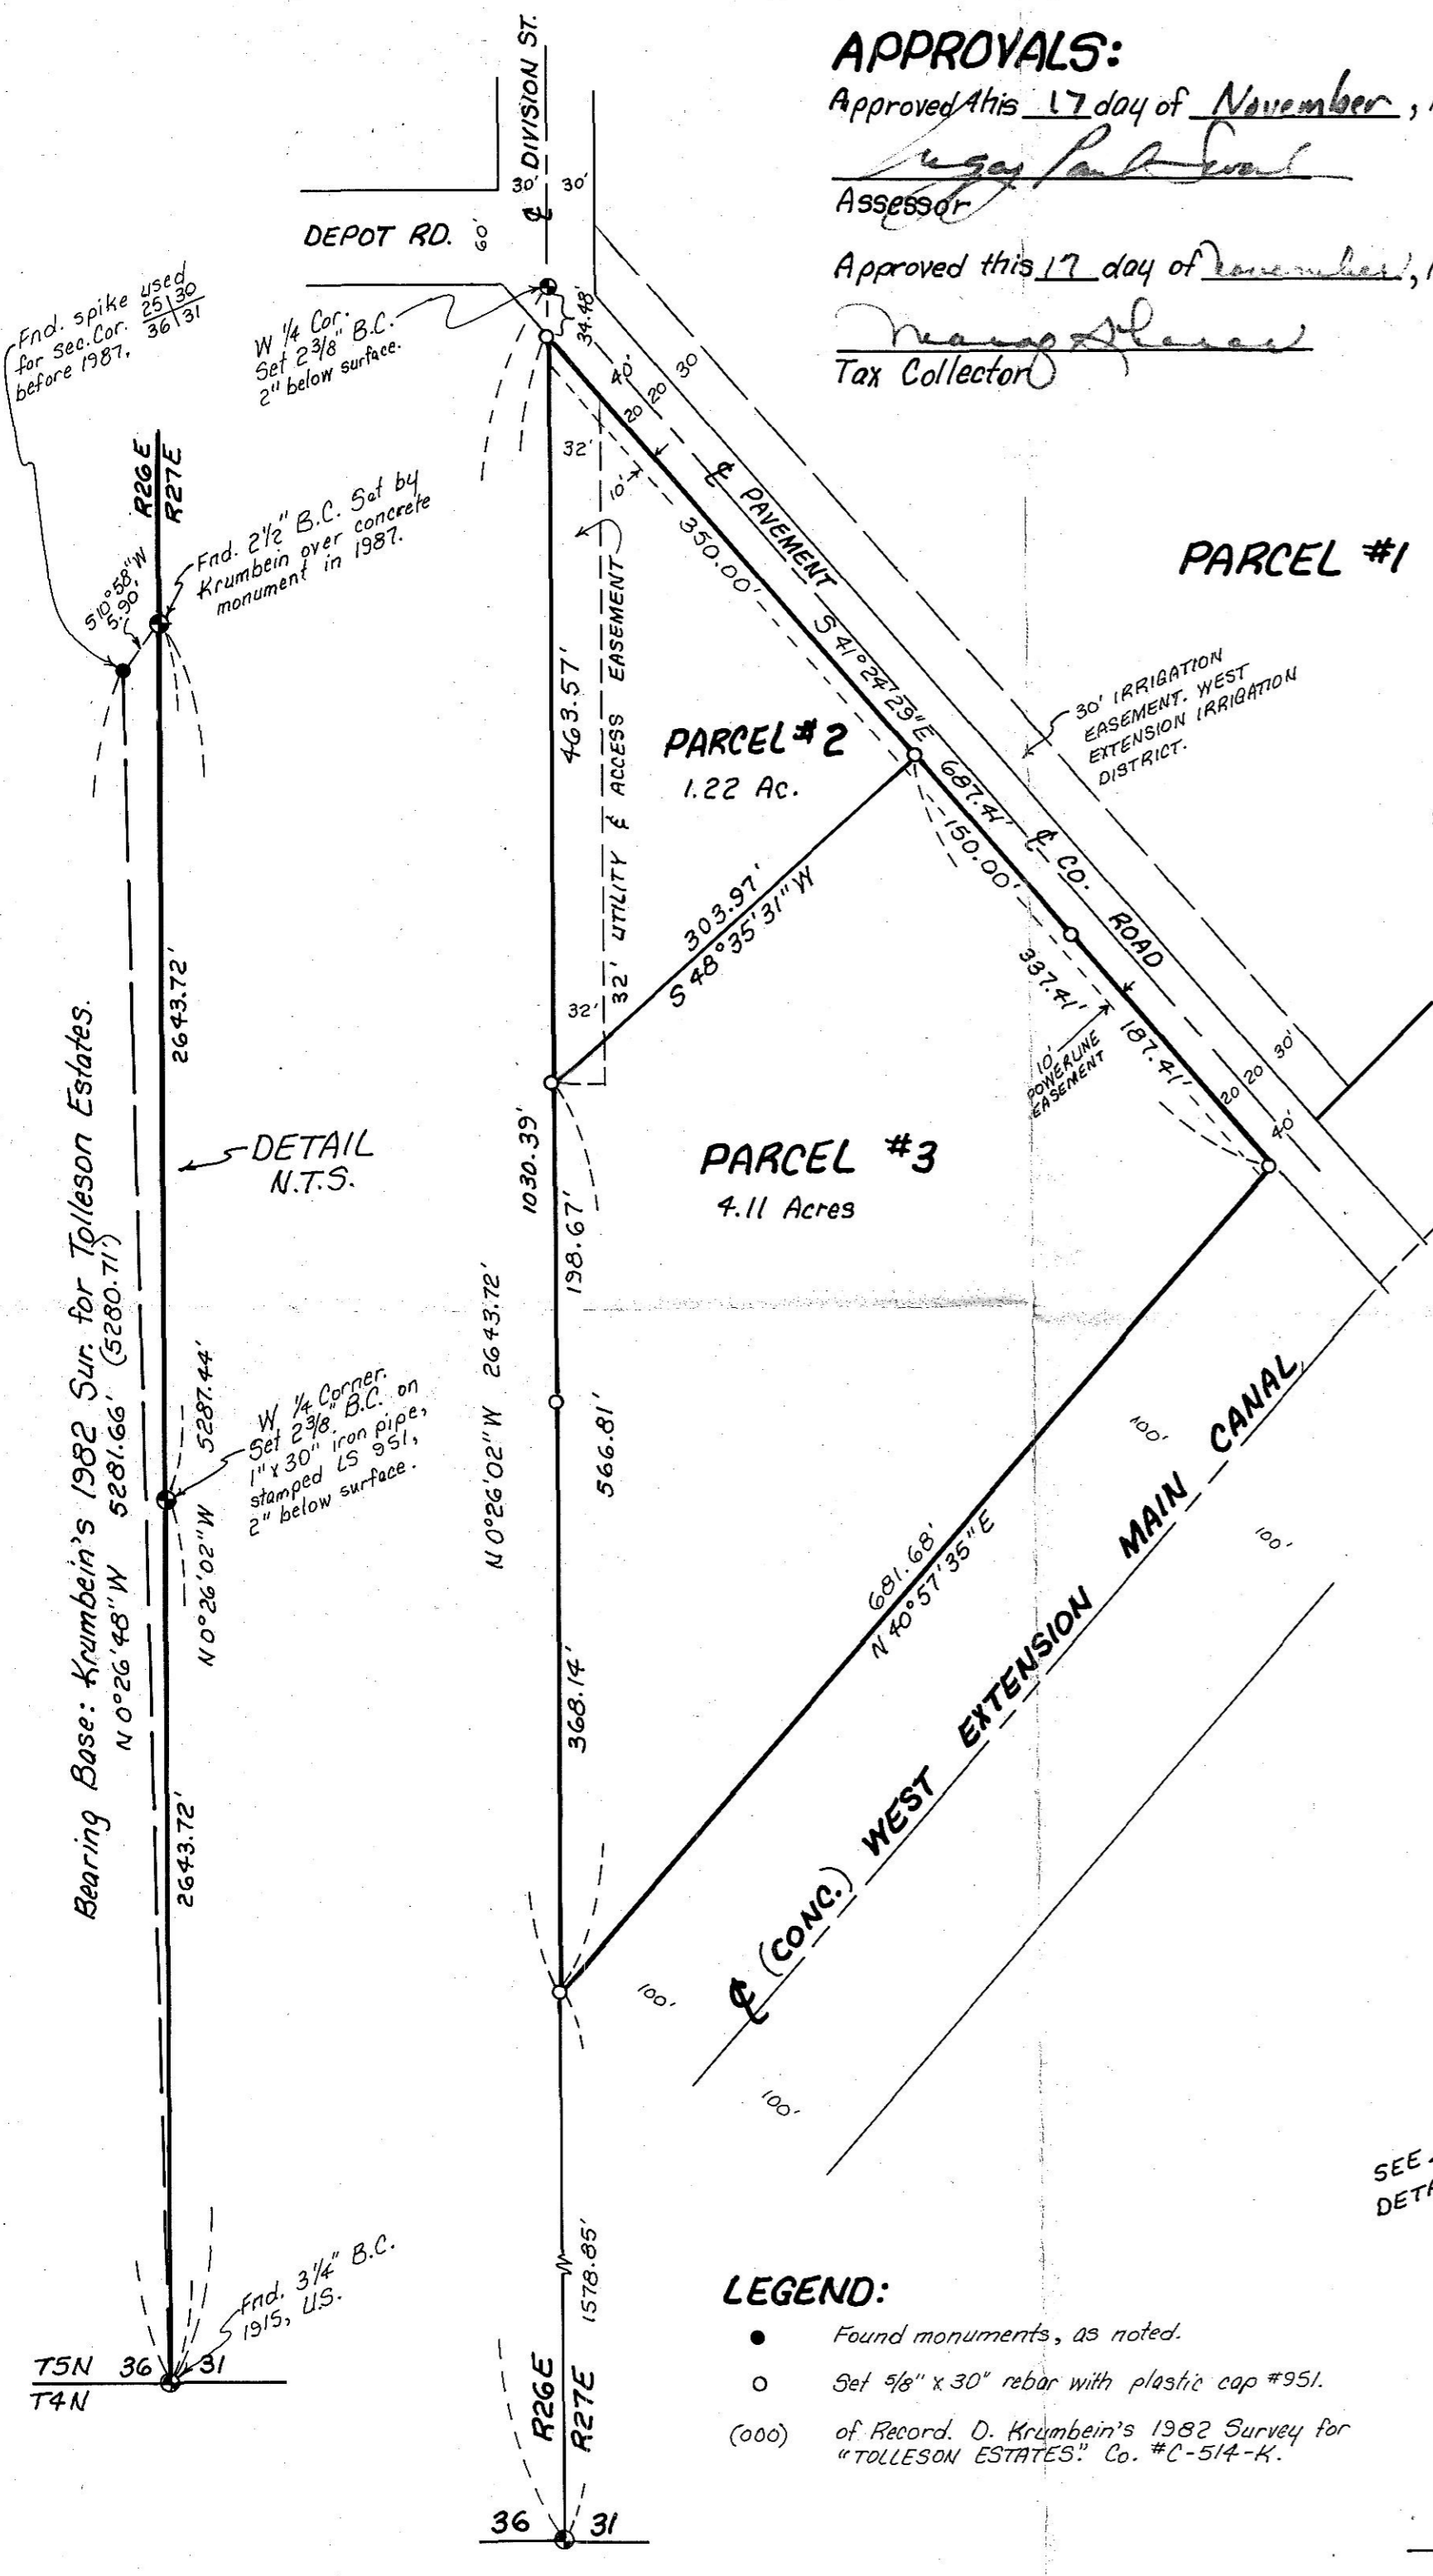 APPROVALS:
Approved this 17 day of November,
Assessor
Approved this 17 day of November,
Tax Collector
℄ DIVISION ST.
30' 30'
DEPOT RD. 60'
W 1/4 Cor.
Set 2 3/8" B.C.
2" below surface.
34.48'
Fnd. spike used
for Sec. Cor. 25|30
before 1987. 36|31
R26E
R27E
Fnd. 2 1/2" B.C. Set by
Krumbein over concrete
monument in 1987.
S10°58"W
5.90'
40'
20 20 30
32'
10'
℄ PAVEMENT
350.00'
S 41°24'29"E
687.41'
463.57'
32' UTILITY & ACCESS EASEMENT
PARCEL #1
30' IRRIGATION
EASEMENT. WEST
EXTENSION IRRIGATION
DISTRICT.
PARCEL #2
1.22 Ac.
303.97'
S 48°35'31"W
32'
150.00'
℄ CO. ROAD
337.41'
187.41'
10'
POWERLINE
EASEMENT
20 20 30'
40'
PARCEL #3
4.11 Acres
1030.39'
198.67'
N 0°26'02"W 2643.72'
566.81'
368.14'
681.68'
N 40°57'35"E
100'
100'
℄ (CONC.) WEST EXTENSION MAIN CANAL
100'
100'
2643.72'
DETAIL
N.T.S.
Bearing Base: Krumbein's 1982 Sur. for Tolleson Estates.
N 0°26'48"W 5281.66' (5280.71')
N 0°26'02"W 5287.44'
W 1/4 Corner.
Set 2 3/8" B.C. on
1" x 30" iron pipe,
stamped LS 951,
2" below surface.
2643.72'
Fnd. 3 1/4" B.C.
1915, U.S.
T5N 36 31
T4N
1578.85'
R26E
R27E
36 31
SEE
LEGEND:
● Found monuments, as noted.
○ Set 5/8" x 30" rebar with plastic cap #951.
(000) of Record. D. Krumbein's 1982 Survey for
"TOLLESON ESTATES." Co. #C-514-K.